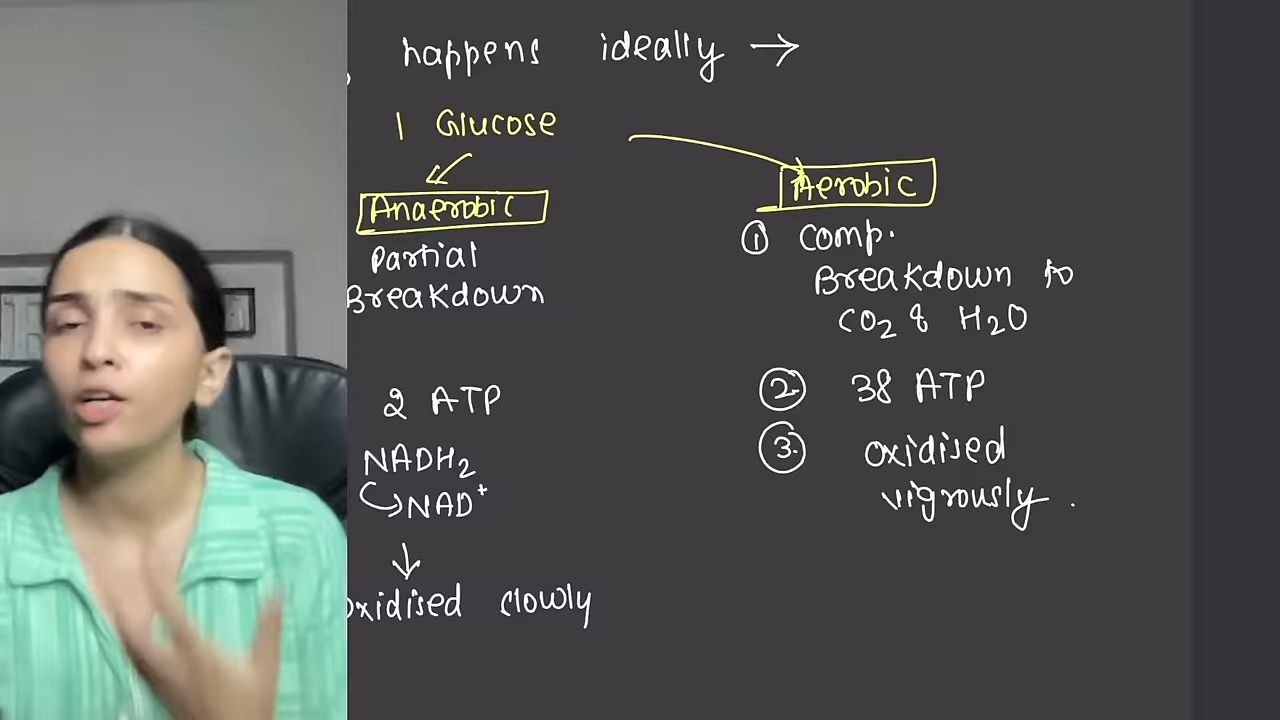 happens ideally →
1 Glucose
Anaerobic
Partial
Breakdown
2 ATP
NADH2
↳NAD+
↓
oxidised slowly
Aerobic
① comp.
Breakdown to
CO2 & H2O
②. 38 ATP
③. oxidised
vigrously.